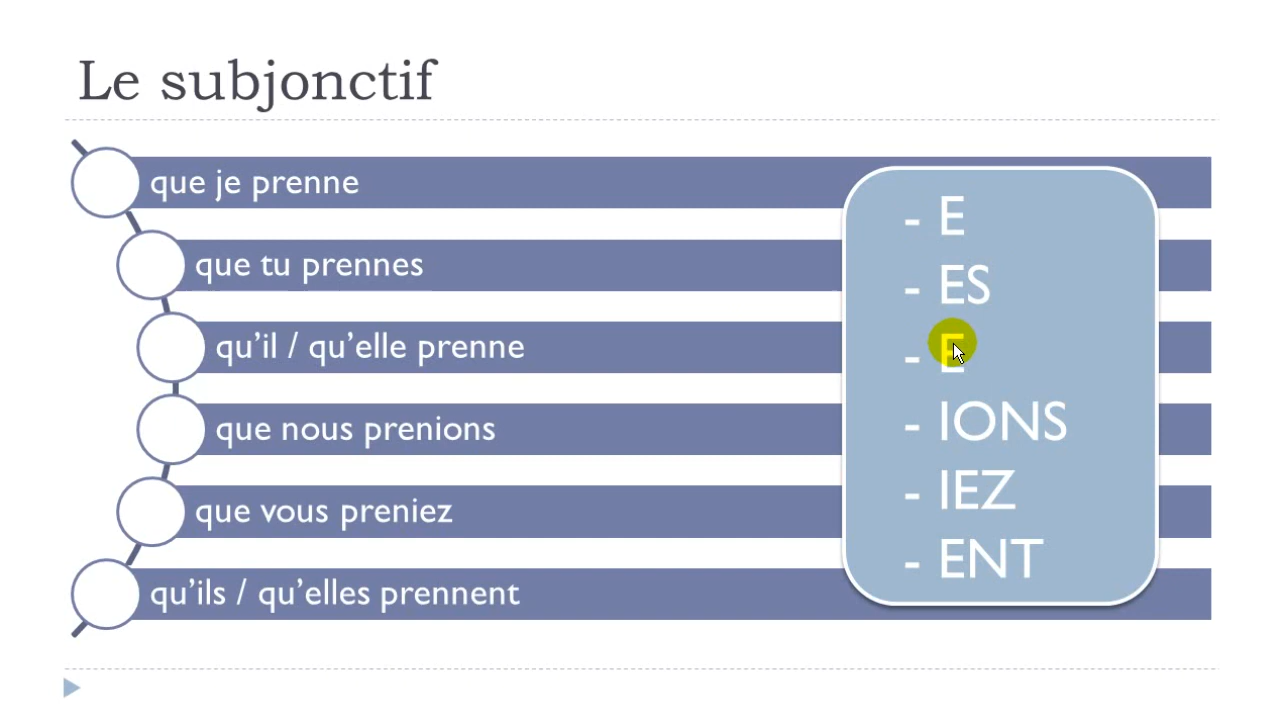 Le subjonctif
que je prenne
que tu prennes
qu’il / qu’elle prenne
que nous prenions
que vous preniez
qu’ils / qu’elles prennent
- E
- ES
- E
- IONS
- IEZ
- ENT